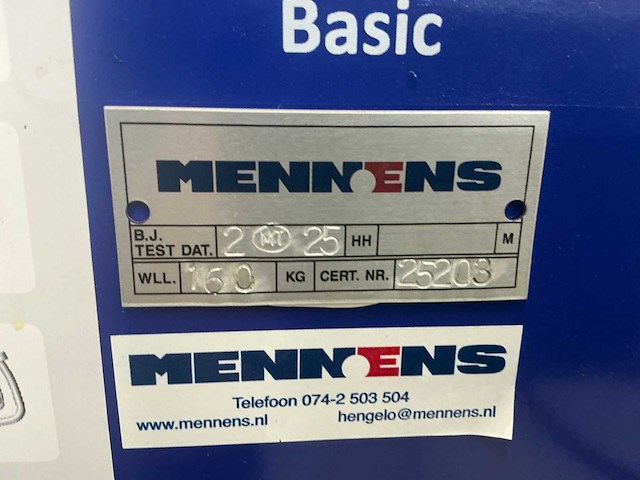 Basic
MENNENS
B.J.
TEST DAT. 2 MT 25 HH M
WLL. 160 KG CERT. NR. 25203
MENNENS
Telefoon 074-2 503 504
www.mennens.nl hengelo@mennens.nl